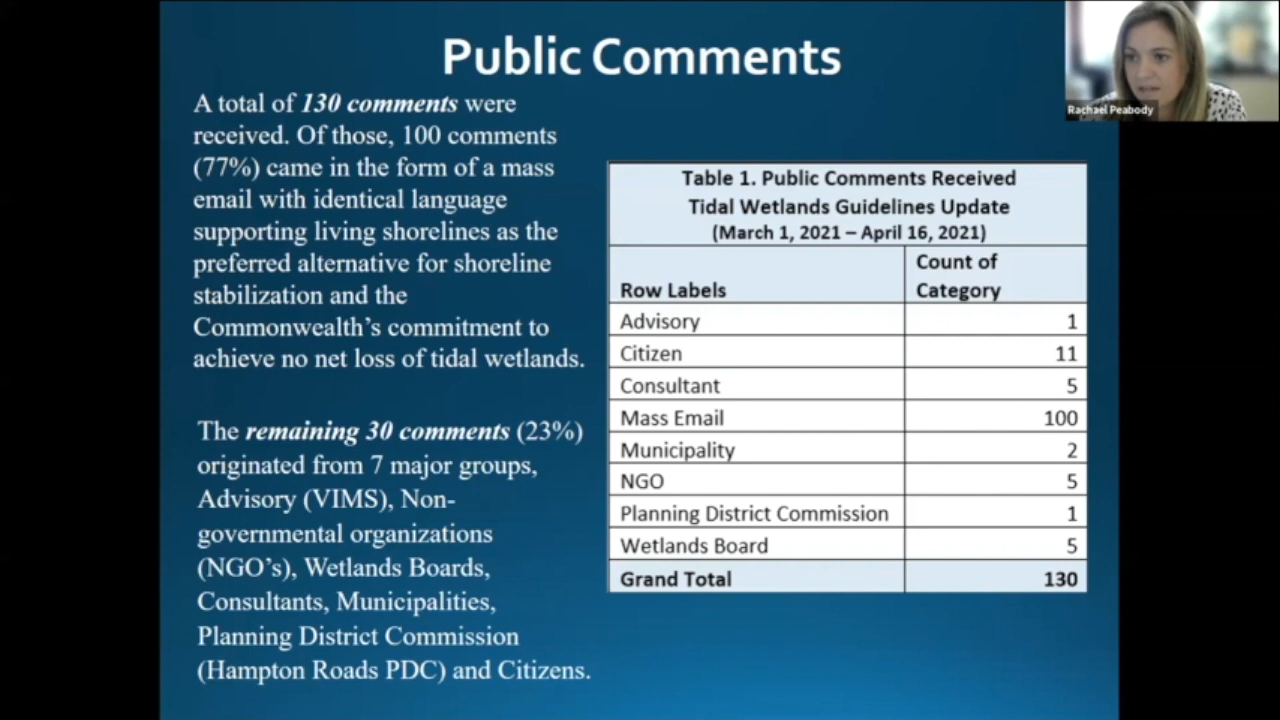 Public Comments
A total of 130 comments were
received. Of those, 100 comments
(77%) came in the form of a mass
email with identical language
supporting living shorelines as the
preferred alternative for shoreline
stabilization and the
Commonwealth's commitment to
achieve no net loss of tidal wetlands.
The remaining 30 comments (23%)
originated from 7 major groups,
Advisory (VIMS), Non-
governmental organizations
(NGO's), Wetlands Boards,
Consultants, Municipalities,
Planning District Commission
(Hampton Roads PDC) and Citizens.
Table 1. Public Comments Received
Tidal Wetlands Guidelines Update
(March 1, 2021 – April 16, 2021)
Row Labels Count of
Category
Advisory 1
Citizen 11
Consultant 5
Mass Email 100
Municipality 2
NGO 5
Planning District Commission 1
Wetlands Board 5
Grand Total 130
Rachael Peabody